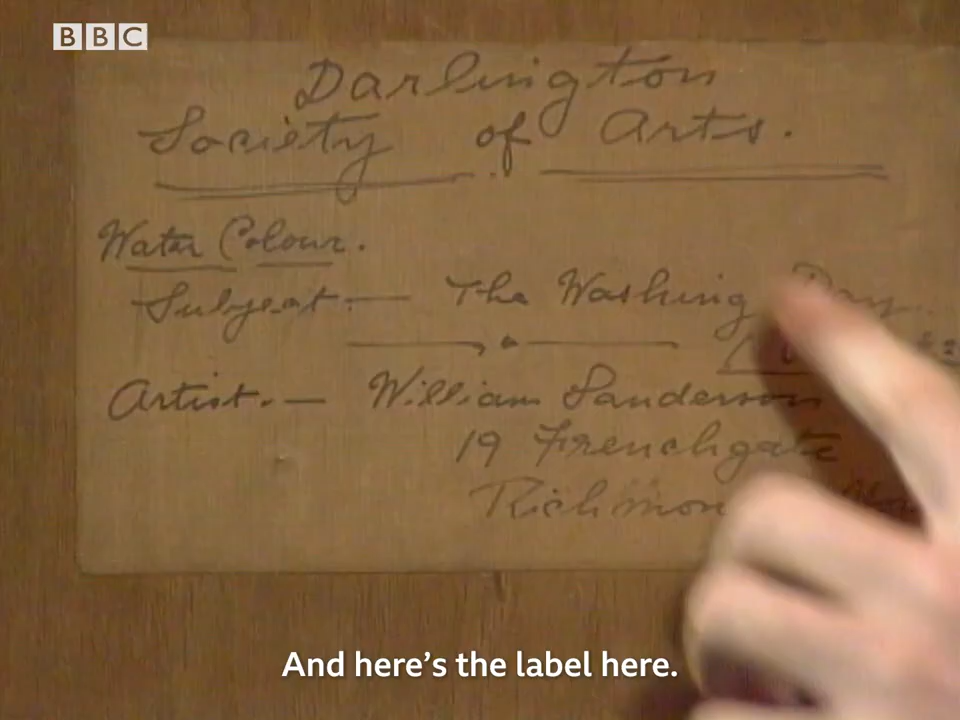 BBC
Darlington
Society of Arts.
Water Colour.
Subject:— The Washing Day
Artist.— William Sanderson
19 Frenchgate
And here's the label here.